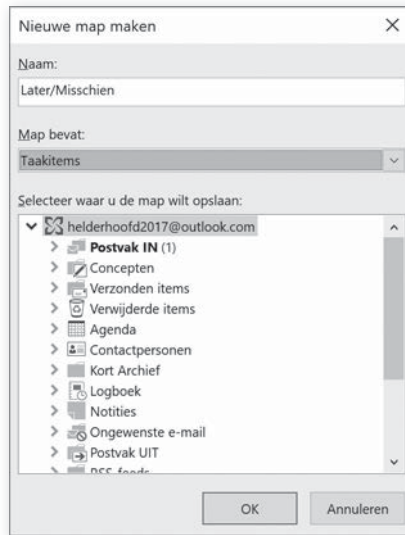 Nieuwe map maken
Naam:
Later/Misschien
Map bevat:
Taakitems
Selecteer waar u de map wilt opslaan:
helderhoofd2017@outlook.com
Postvak IN (1)
Concepten
Verzonden items
Verwijderde items
Agenda
Contactpersonen
Kort Archief
Logboek
Notities
Ongewenste e-mail
Postvak UIT
RSS-feeds
OK Annuleren